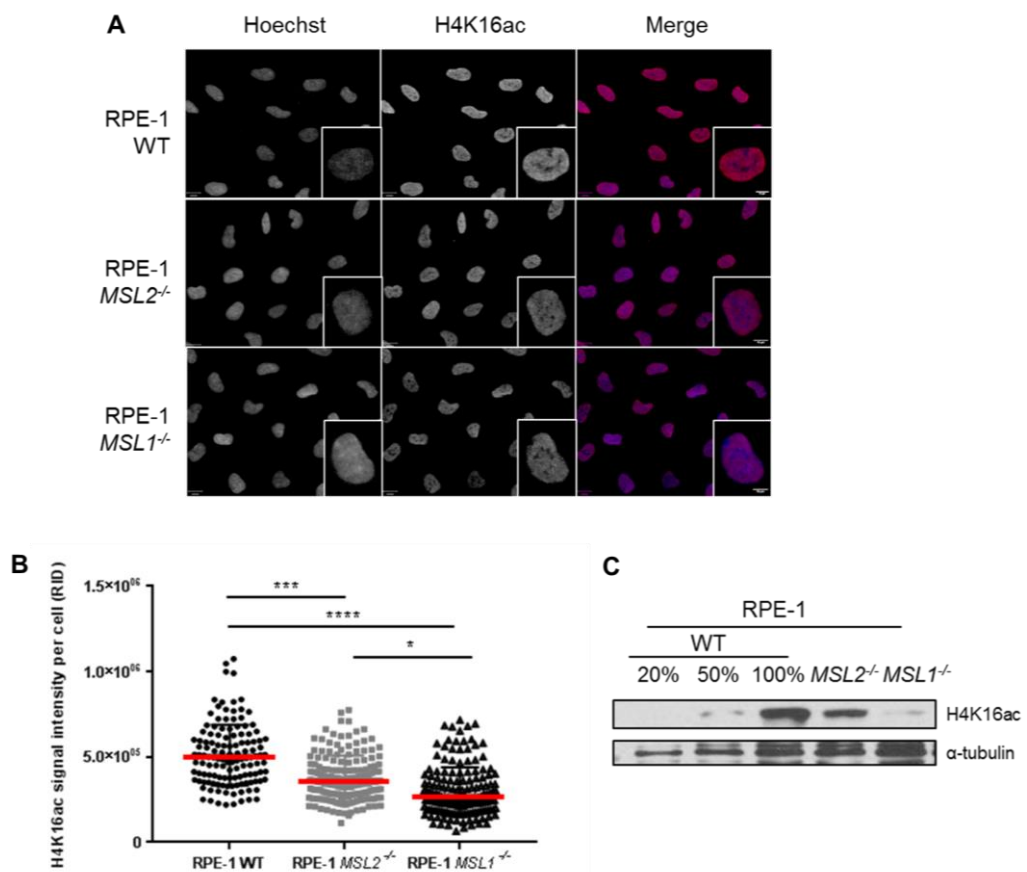 A
Hoechst H4K16ac Merge
RPE-1
WT
RPE-1
MSL2-/-
RPE-1
MSL1-/-
B
H4K16ac signal intensity per cell (RID)
1.5×10⁰⁶
1.0×10⁰⁶
5.0×10⁰⁵
0
***
****
*
RPE-1 WT RPE-1 MSL2-/- RPE-1 MSL1-/-
C
RPE-1
WT
20% 50% 100% MSL2-/- MSL1-/-
H4K16ac
α-tubulin